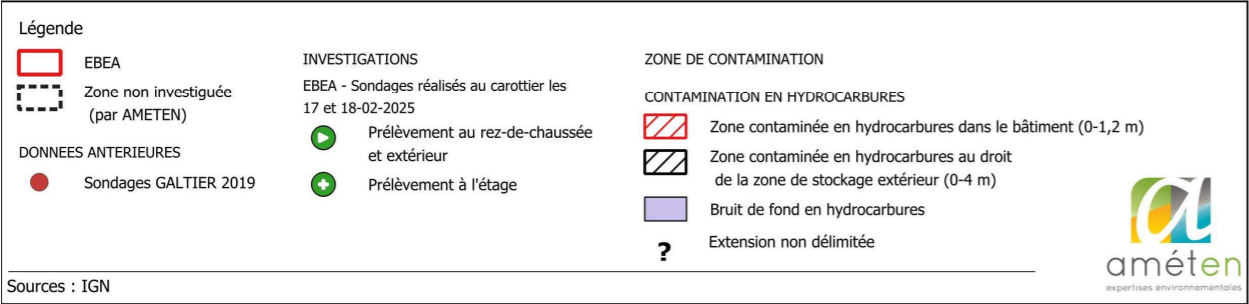 Légende
EBEA
Zone non investiguée
(par AMETEN)
DONNEES ANTERIEURES
Sondages GALTIER 2019
INVESTIGATIONS
EBEA - Sondages réalisés au carottier les
17 et 18-02-2025
Prélèvement au rez-de-chaussée
et extérieur
Prélèvement à l'étage
ZONE DE CONTAMINATION
CONTAMINATION EN HYDROCARBURES
Zone contaminée en hydrocarbures dans le bâtiment (0-1,2 m)
Zone contaminée en hydrocarbures au droit
de la zone de stockage extérieur (0-4 m)
Bruit de fond en hydrocarbures
? Extension non délimitée
améten
expertises environnementales
Sources : IGN